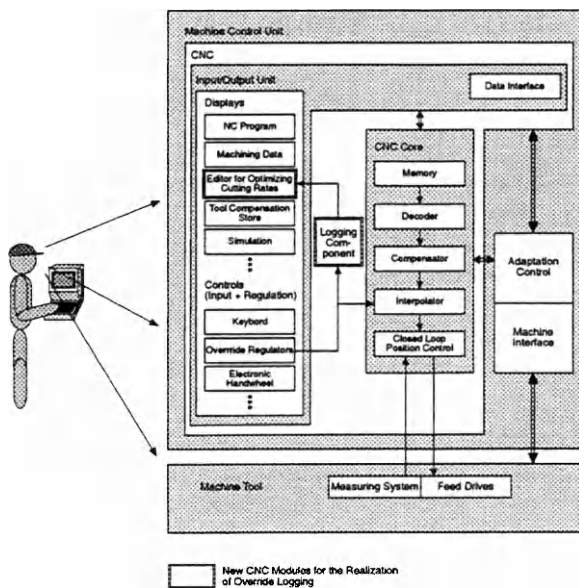 Machine Control Unit
CNC
Input/Output Unit
Data Interface
Displays
NC Program
Machining Data
Editor for Optimizing
Cutting Rates
Tool Compensation
Store
Simulation
Controls
(Input + Regulation)
Keybord
Override Regulators
Electronic
Handwheel
Logging
Com-
ponent
CNC Core
Memory
Decoder
Compensator
Interpolator
Closed Loop
Position Control
Adaptation
Control
Machine
Interface
Machine Tool
Measuring System
Feed Drives
New CNC Modules for the Realization
of Override Logging